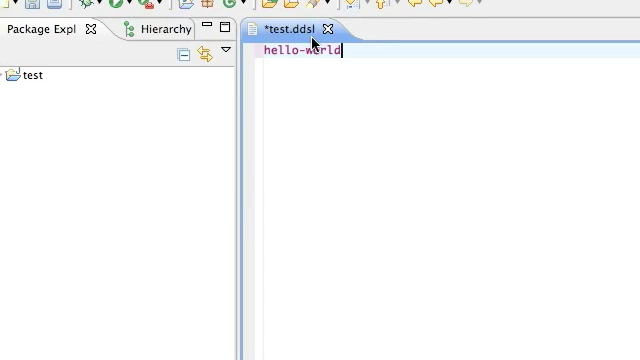 Package Expl
Hierarchy
*test.ddsl
hello-world
test